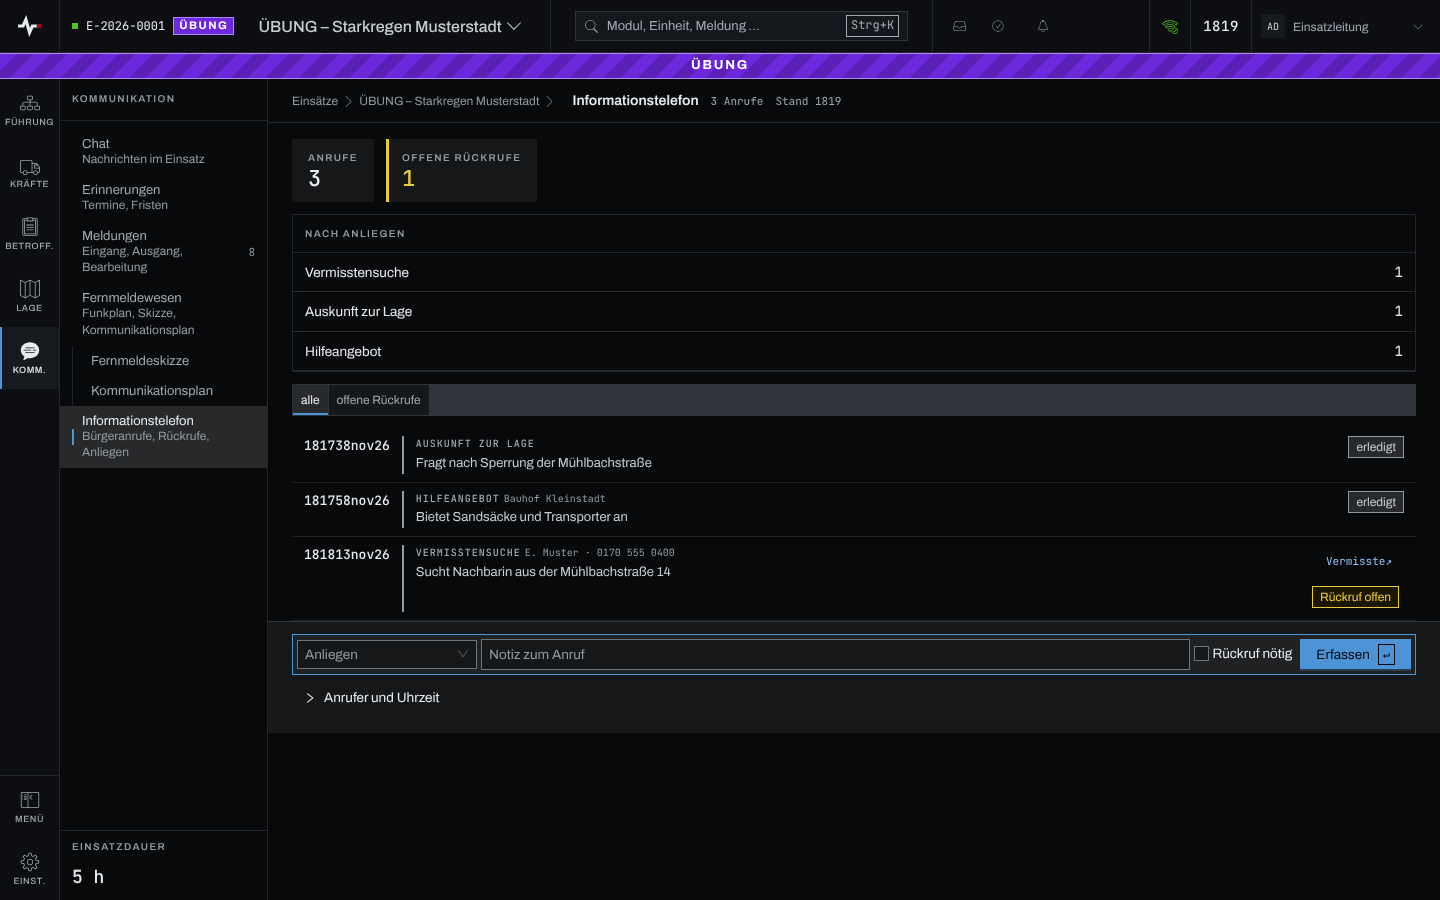 E-2026-0001 ÜBUNG ÜBUNG – Starkregen Musterstadt
Modul, Einheit, Meldung ... Strg+K
1819
AD Einsatzleitung
ÜBUNG
FÜHRUNG
KRÄFTE
BETROFF.
LAGE
KOMM.
MENÜ
EINST.
KOMMUNIKATION
Chat
Nachrichten im Einsatz
Erinnerungen
Termine, Fristen
Meldungen
Eingang, Ausgang,
Bearbeitung
8
Fernmeldewesen
Funkplan, Skizze,
Kommunikationsplan
Fernmeldeskizze
Kommunikationsplan
Informationstelefon
Bürgeranrufe, Rückrufe,
Anliegen
EINSATZDAUER
5 h
Einsätze ÜBUNG – Starkregen Musterstadt Informationstelefon 3 Anrufe Stand 1819
ANRUFE
3
OFFENE RÜCKRUFE
1
NACH ANLIEGEN
Vermisstensuche 1
Auskunft zur Lage 1
Hilfeangebot 1
alle offene Rückrufe
181738nov26 AUSKUNFT ZUR LAGE
Fragt nach Sperrung der Mühlbachstraße
erledigt
181758nov26 HILFEANGEBOT Bauhof Kleinstadt
Bietet Sandsäcke und Transporter an
erledigt
181813nov26 VERMISSTENSUCHE E. Muster · 0170 555 0400
Sucht Nachbarin aus der Mühlbachstraße 14
Vermisste↗
Rückruf offen
Anliegen Notiz zum Anruf Rückruf nötig Erfassen ↵
Anrufer und Uhrzeit